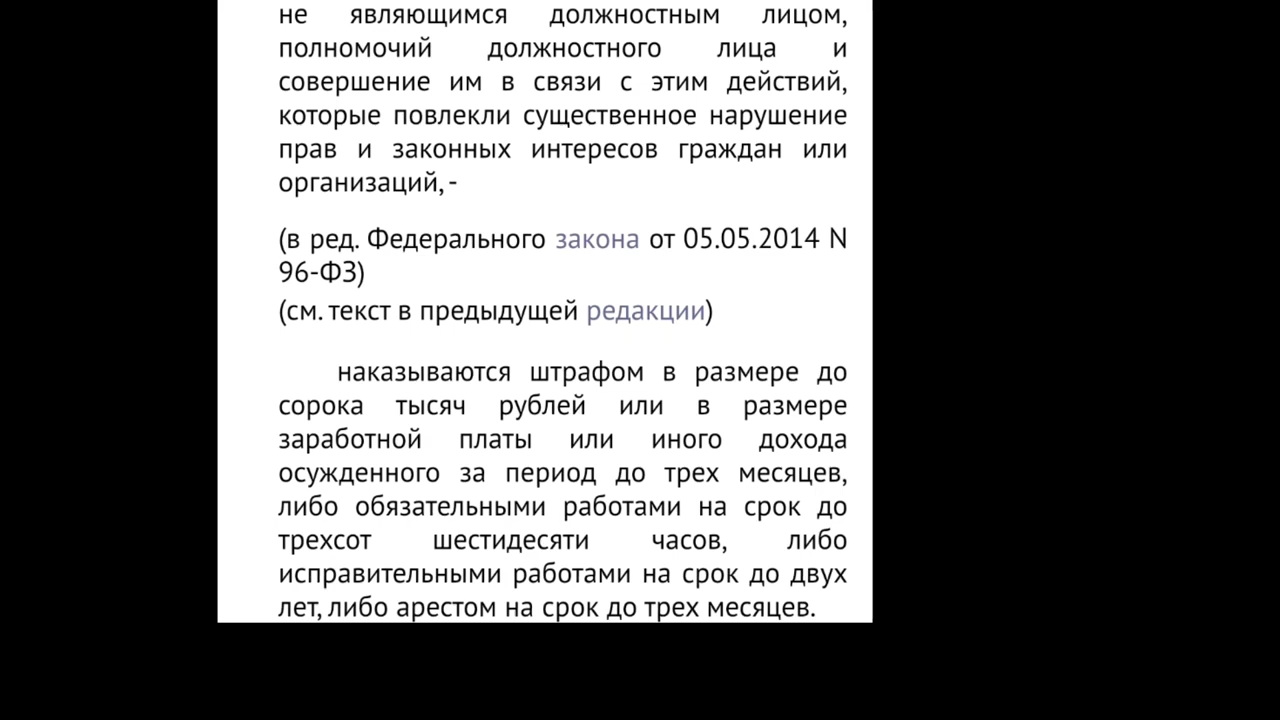 не являющимся должностным лицом,
полномочий должностного лица и
совершение им в связи с этим действий,
которые повлекли существенное нарушение
прав и законных интересов граждан или
организаций, -
(в ред. Федерального закона от 05.05.2014 N
96-ФЗ)
(см. текст в предыдущей редакции)
наказываются штрафом в размере до
сорока тысяч рублей или в размере
заработной платы или иного дохода
осужденного за период до трех месяцев,
либо обязательными работами на срок до
трехсот шестидесяти часов, либо
исправительными работами на срок до двух
лет, либо арестом на срок до трех месяцев.